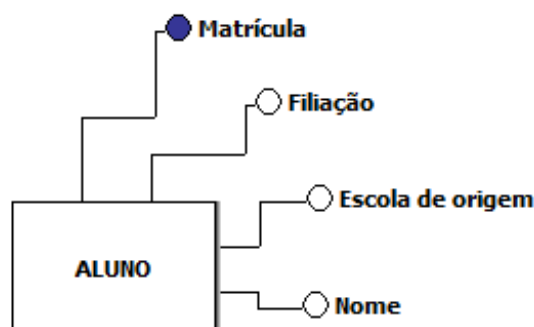 Matrícula
Filiação
Escola de origem
ALUNO
Nome